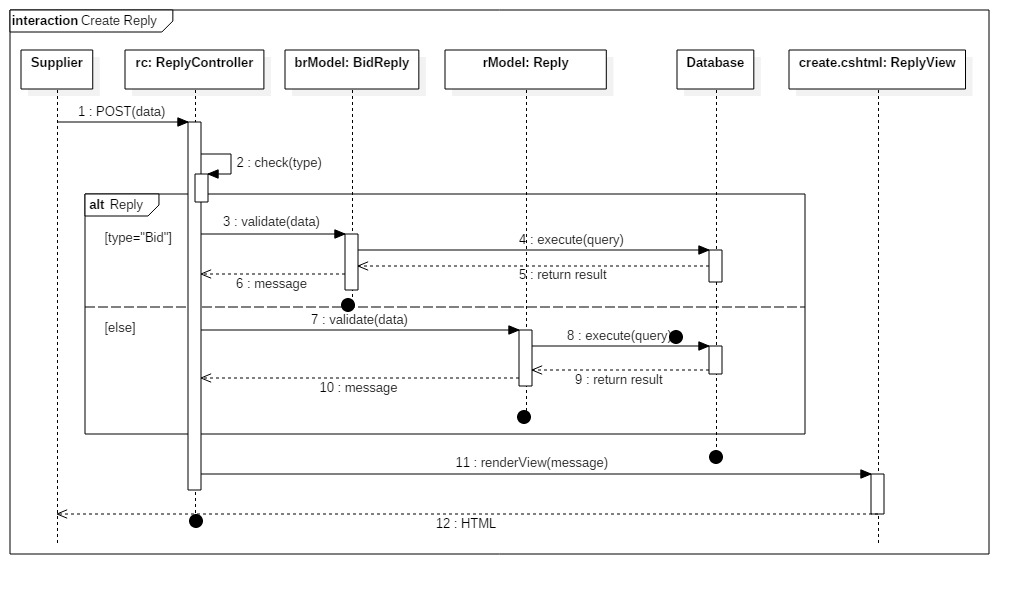 interaction Create Reply
Supplier
rc: ReplyController
brModel: BidReply
rModel: Reply
Database
create.cshtml: ReplyView
1 : POST(data)
2 : check(type)
alt Reply
3 : validate(data)
[type="Bid"]
4 : execute(query)
5 : return result
6 : message
[else]
7 : validate(data)
8 : execute(query)
9 : return result
10 : message
11 : renderView(message)
12 : HTML